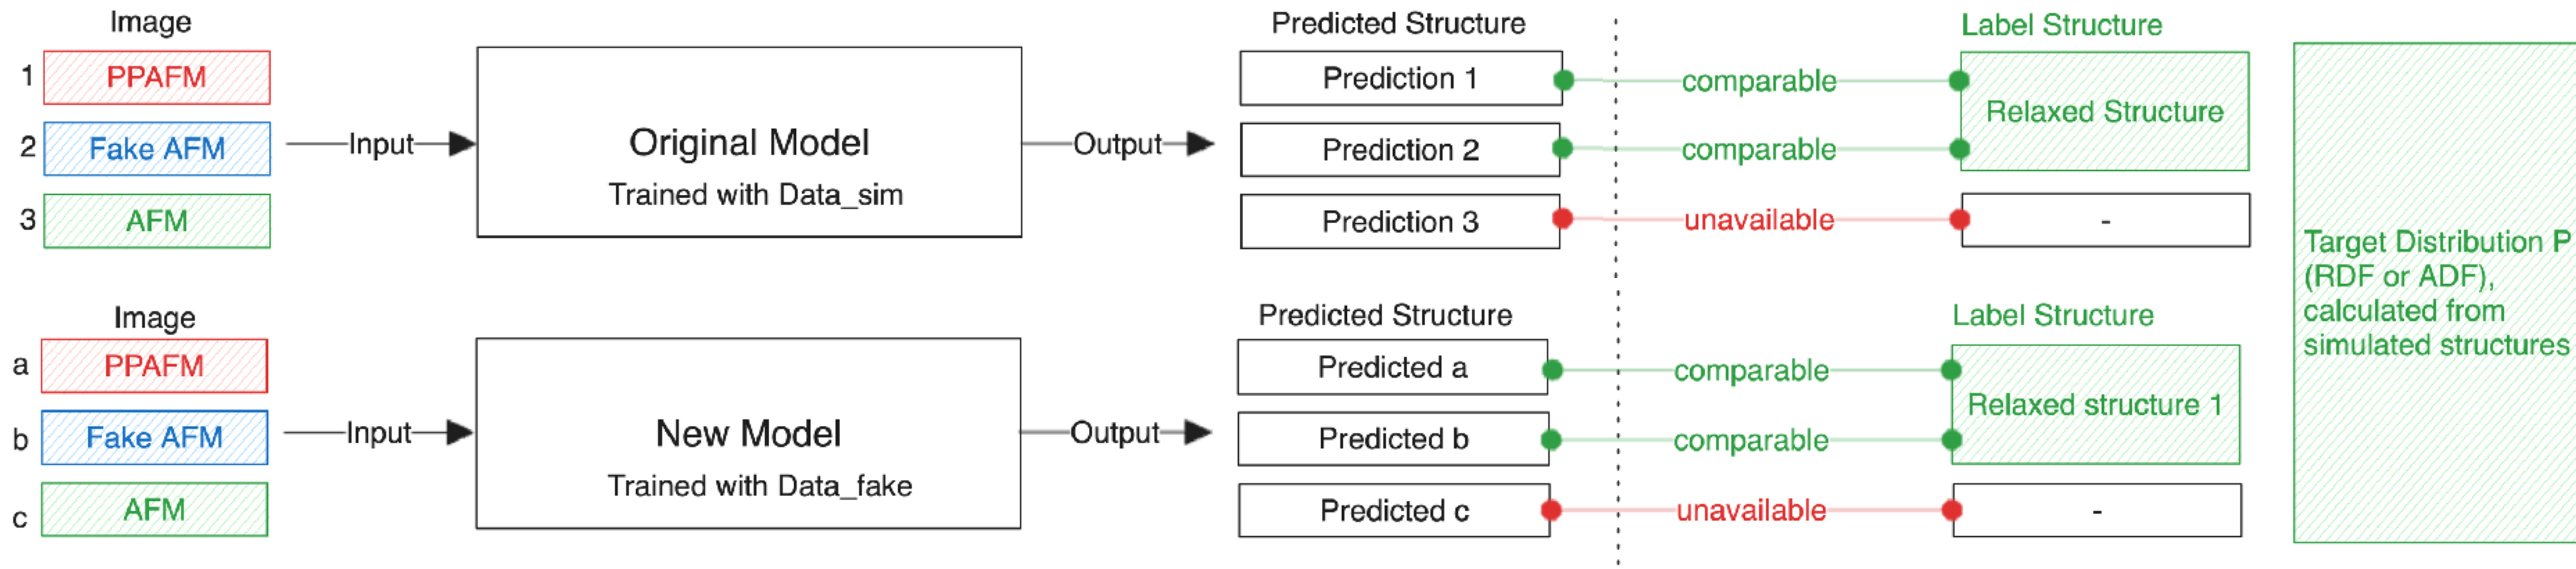 Image
1 PPAFM
2 Fake AFM
3 AFM
Input
Original Model
Trained with Data_sim
Output
Predicted Structure
Prediction 1
Prediction 2
Prediction 3
comparable
comparable
unavailable
Label Structure
Relaxed Structure
-
Image
a PPAFM
b Fake AFM
c AFM
Input
New Model
Trained with Data_fake
Output
Predicted Structure
Predicted a
Predicted b
Predicted c
comparable
comparable
unavailable
Label Structure
Relaxed structure 1
-
Target Distribution P
(RDF or ADF),
calculated from
simulated structures